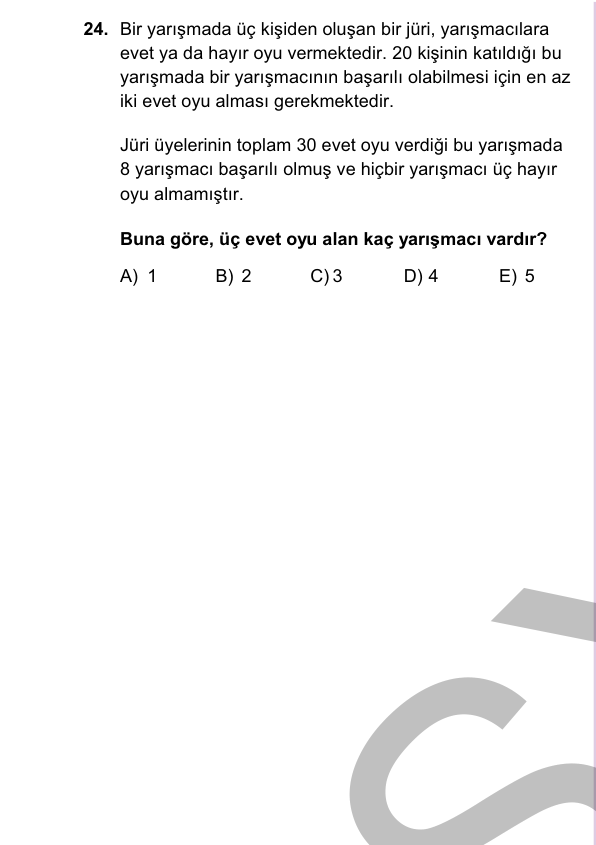 24. Bir yarışmada üç kişiden oluşan bir jüri, yarışmacılara
evet ya da hayır oyu vermektedir. 20 kişinin katıldığı bu
yarışmada bir yarışmacının başarılı olabilmesi için en az
iki evet oyu alması gerekmektedir.
Jüri üyelerinin toplam 30 evet oyu verdiği bu yarışmada
8 yarışmacı başarılı olmuş ve hiçbir yarışmacı üç hayır
oyu almamıştır.
Buna göre, üç evet oyu alan kaç yarışmacı vardır?
A) 1 B) 2 C) 3 D) 4 E) 5